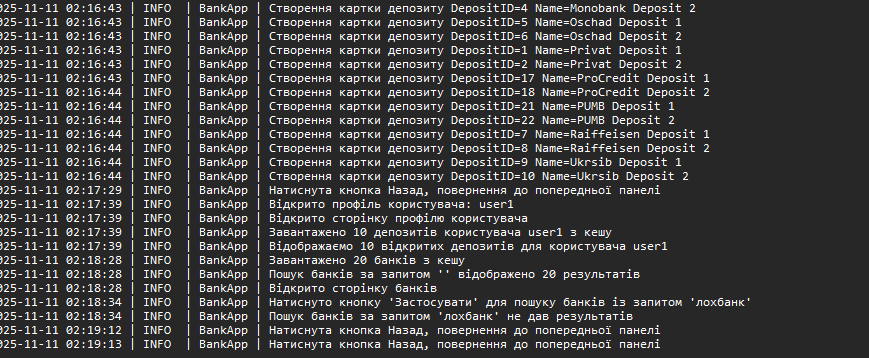 025-11-11 02:16:43 | INFO | BankApp | Створення картки депозиту DepositID=4 Name=Monobank Deposit 2
025-11-11 02:16:43 | INFO | BankApp | Створення картки депозиту DepositID=5 Name=Oschad Deposit 1
025-11-11 02:16:43 | INFO | BankApp | Створення картки депозиту DepositID=6 Name=Oschad Deposit 2
025-11-11 02:16:43 | INFO | BankApp | Створення картки депозиту DepositID=1 Name=Privat Deposit 1
025-11-11 02:16:43 | INFO | BankApp | Створення картки депозиту DepositID=2 Name=Privat Deposit 2
025-11-11 02:16:43 | INFO | BankApp | Створення картки депозиту DepositID=17 Name=ProCredit Deposit 1
025-11-11 02:16:44 | INFO | BankApp | Створення картки депозиту DepositID=18 Name=ProCredit Deposit 2
025-11-11 02:16:44 | INFO | BankApp | Створення картки депозиту DepositID=21 Name=PUMB Deposit 1
025-11-11 02:16:44 | INFO | BankApp | Створення картки депозиту DepositID=22 Name=PUMB Deposit 2
025-11-11 02:16:44 | INFO | BankApp | Створення картки депозиту DepositID=7 Name=Raiffeisen Deposit 1
025-11-11 02:16:44 | INFO | BankApp | Створення картки депозиту DepositID=8 Name=Raiffeisen Deposit 2
025-11-11 02:16:44 | INFO | BankApp | Створення картки депозиту DepositID=9 Name=Ukrsib Deposit 1
025-11-11 02:16:44 | INFO | BankApp | Створення картки депозиту DepositID=10 Name=Ukrsib Deposit 2
025-11-11 02:17:29 | INFO | BankApp | Натиснута кнопка Назад, повернення до попередньої панелі
025-11-11 02:17:39 | INFO | BankApp | Відкрито профіль користувача: user1
025-11-11 02:17:39 | INFO | BankApp | Відкрито сторінку профілю користувача
025-11-11 02:17:39 | INFO | BankApp | Завантажено 10 депозитів користувача user1 з кешу
025-11-11 02:17:39 | INFO | BankApp | Відображаємо 10 відкритих депозитів для користувача user1
025-11-11 02:18:28 | INFO | BankApp | Завантажено 20 банків з кешу
025-11-11 02:18:28 | INFO | BankApp | Пошук банків за запитом '' відображено 20 результатів
025-11-11 02:18:28 | INFO | BankApp | Відкрито сторінку банків
025-11-11 02:18:34 | INFO | BankApp | Натиснуто кнопку 'Застосувати' для пошуку банків із запитом 'лохбанк'
025-11-11 02:18:34 | INFO | BankApp | Пошук банків за запитом 'лохбанк' не дав результатів
025-11-11 02:19:12 | INFO | BankApp | Натиснута кнопка Назад, повернення до попередньої панелі
025-11-11 02:19:13 | INFO | BankApp | Натиснута кнопка Назад, повернення до попередньої панелі